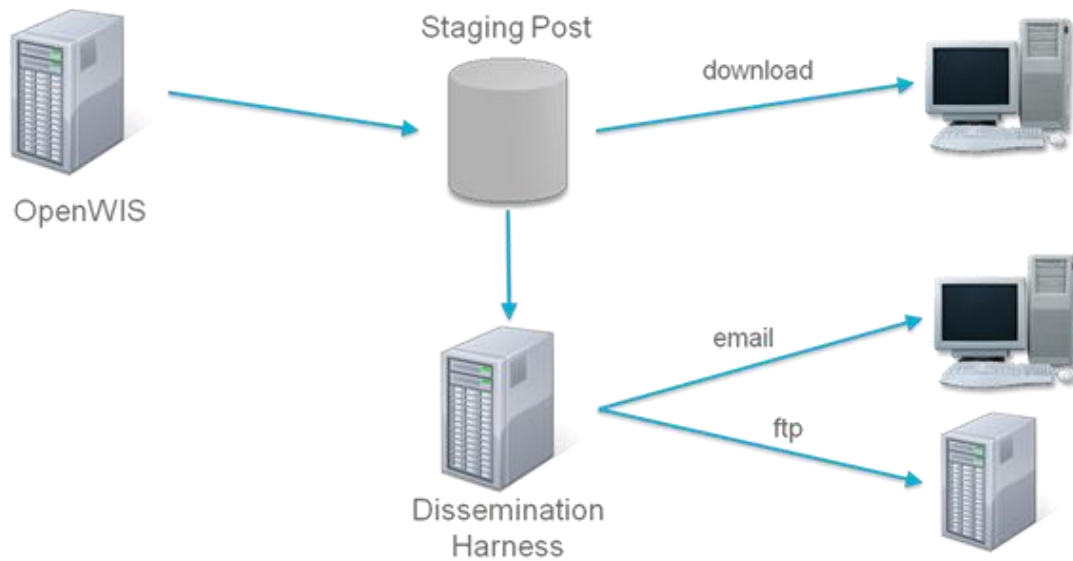 Staging Post
download
OpenWIS
email
ftp
Dissemination
Harness